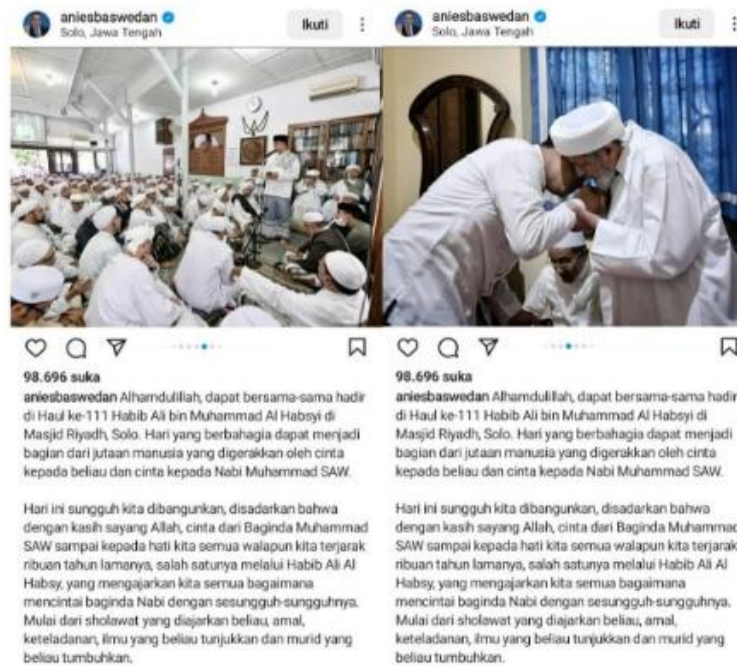 aniesbaswedan
Solo, Jawa Tengah
Ikuti
98.696 suka
aniesbaswedan Alhamdulillah, dapat bersama-sama hadir
di Haul ke-111 Habib Ali bin Muhammad Al Habsyi di
Masjid Riyadh, Solo. Hari yang berbahagia dapat menjadi
bagian dari jutaan manusia yang digerakkan oleh cinta
kepada beliau dan cinta kepada Nabi Muhammad SAW.
Hari ini sungguh kita dibangunkan, disadarkan bahwa
dengan kasih sayang Allah, cinta dari Baginda Muhammad
SAW sampai kepada hati kita semua walapun kita terjarak
ribuan tahun lamanya, salah satunya melalui Habib Ali Al
Habsy, yang mengajarkan kita semua bagaimana
mencintai baginda Nabi dengan sesungguh-sungguhnya.
Mulai dari sholawat yang diajarkan beliau, amal,
keteladanan, ilmu yang beliau tunjukkan dan murid yang
beliau tumbuhkan.
aniesbaswedan
Solo, Jawa Tengah
Ikuti
98.696 suka
aniesbaswedan Alhamdulillah, dapat bersama-sama hadir
di Haul ke-111 Habib Ali bin Muhammad Al Habsyi di
Masjid Riyadh, Solo. Hari yang berbahagia dapat menjadi
bagian dari jutaan manusia yang digerakkan oleh cinta
kepada beliau dan cinta kepada Nabi Muhammad SAW.
Hari ini sungguh kita dibangunkan, disadarkan bahwa
dengan kasih sayang Allah, cinta dari Baginda Muhammad
SAW sampai kepada hati kita semua walapun kita terjarak
ribuan tahun lamanya, salah satunya melalui Habib Ali Al
Habsy, yang mengajarkan kita semua bagaimana
mencintai baginda Nabi dengan sesungguh-sungguhnya.
Mulai dari sholawat yang diajarkan beliau, amal,
keteladanan, ilmu yang beliau tunjukkan dan murid yang
beliau tumbuhkan.